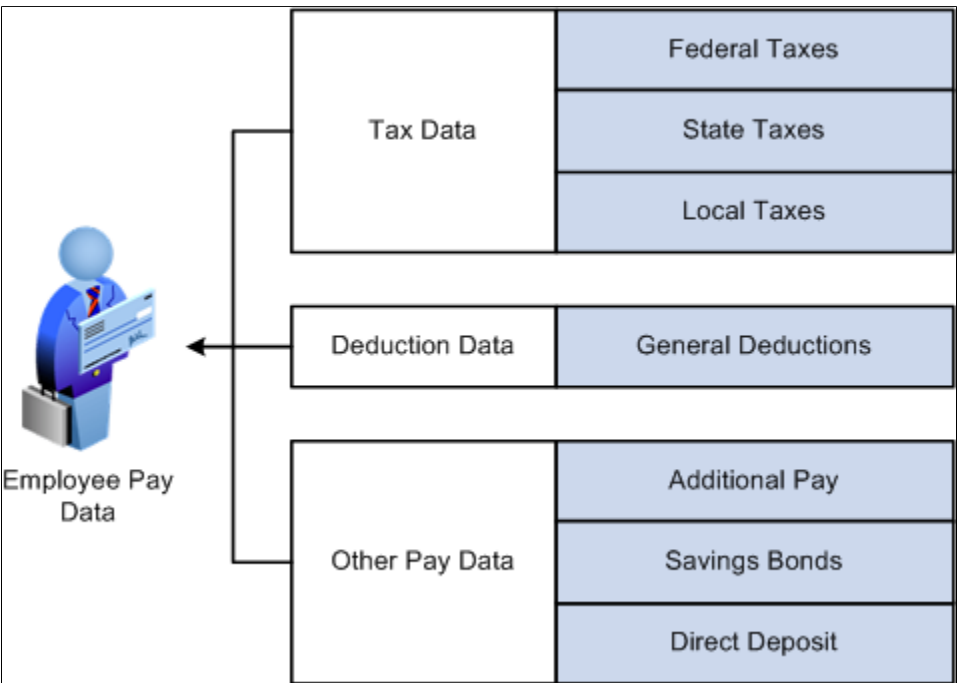 Federal Taxes
Tax Data
State Taxes
Local Taxes
Deduction Data
General Deductions
Employee Pay
Data
Additional Pay
Other Pay Data
Savings Bonds
Direct Deposit